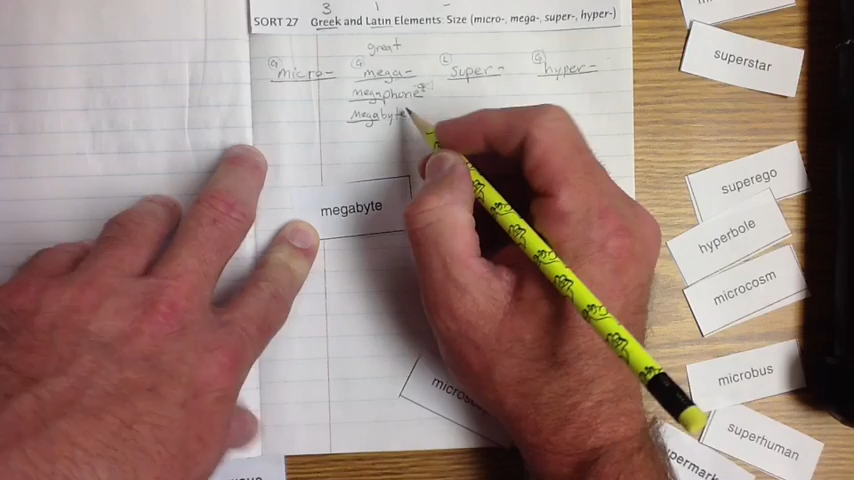 3 1 -
SORT 27 Greek and Latin Elements: Size (micro-, mega-, super-, hyper-)
great
G G L G
micro- mega- super- hyper-
megaphone
megabyte
megabyte
superstar
superego
hyperbole
microcosm
microbus
superhuman